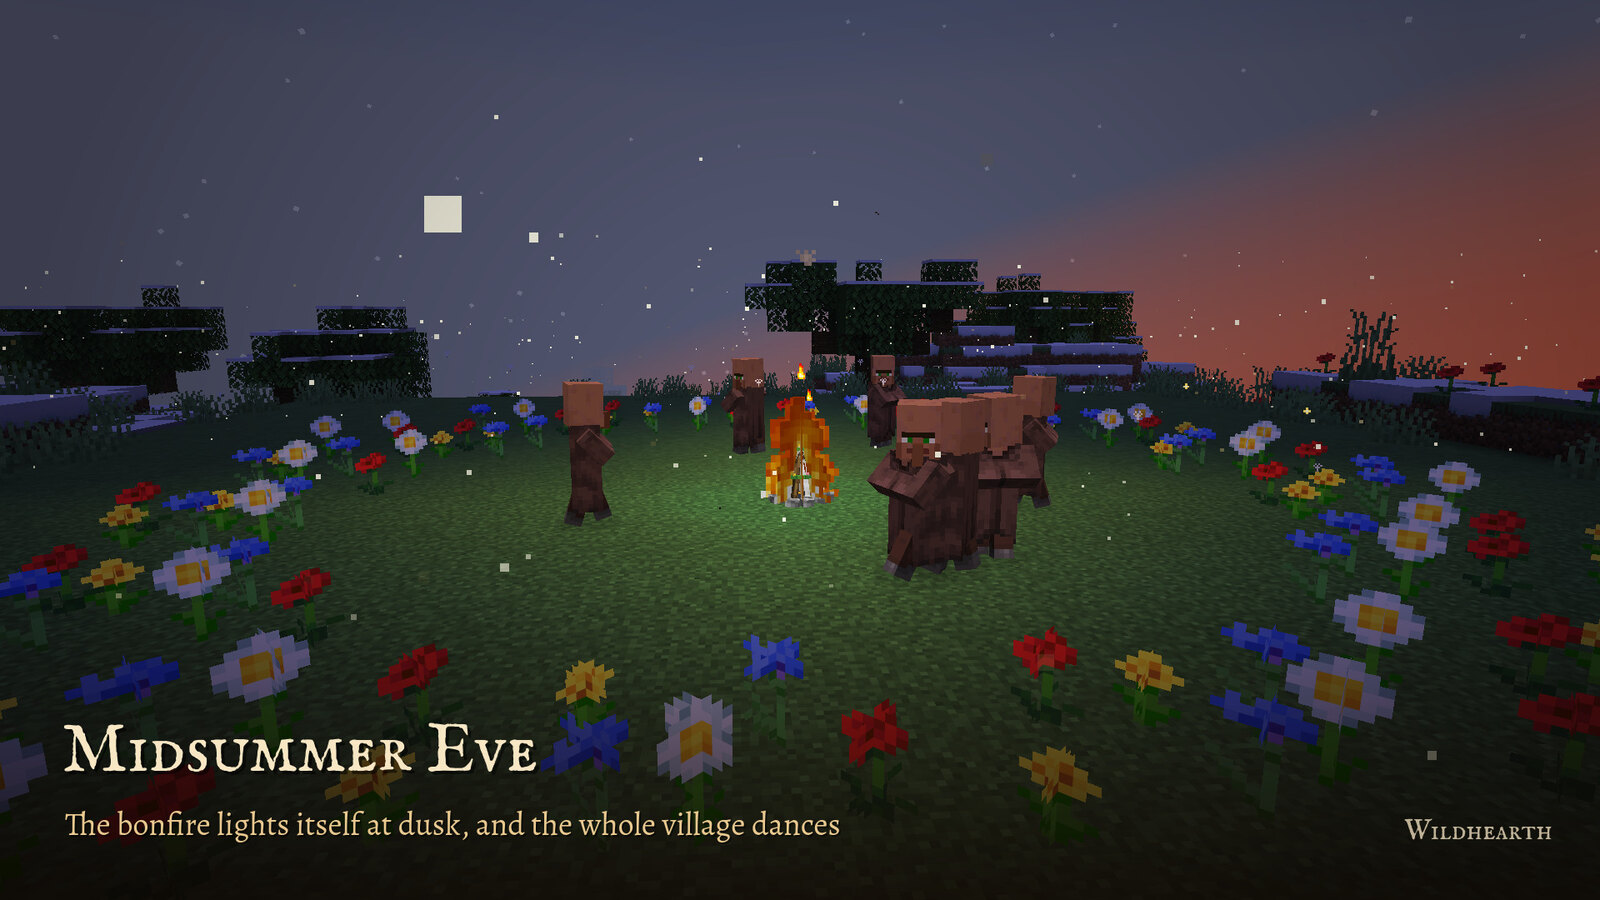 Midsummer Eve
The bonfire lights itself at dusk, and the whole village dances
Wildhearth